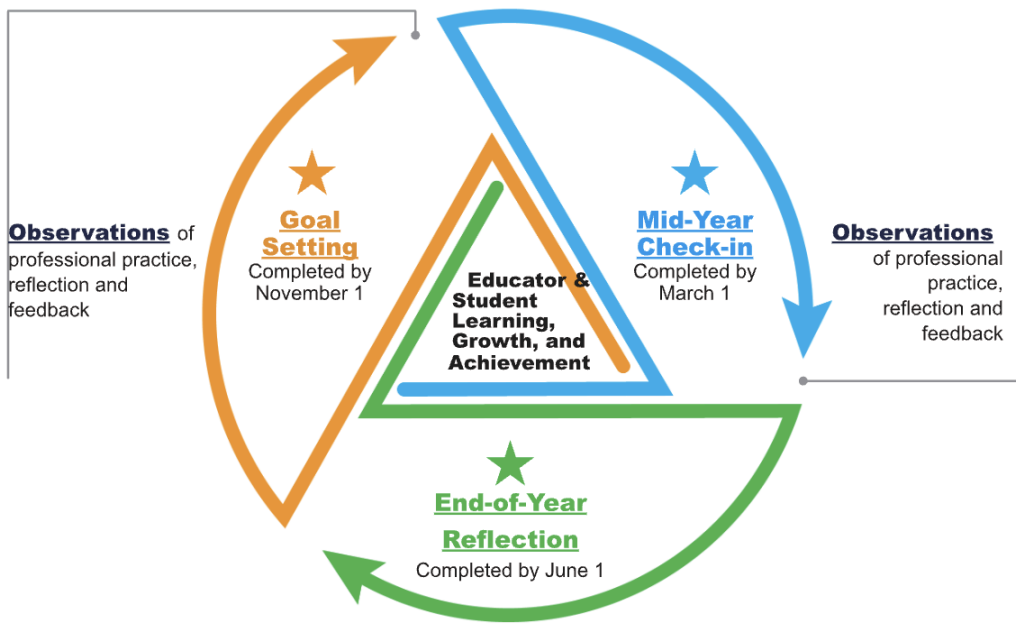 Observations of
professional practice,
reflection and
feedback
Goal
Setting
Completed by
November 1
Educator &
Student
Learning,
Growth, and
Achievement
Mid-Year
Check-in
Completed by
March 1
Observations
of professional
practice,
reflection and
feedback
End-of-Year
Reflection
Completed by June 1